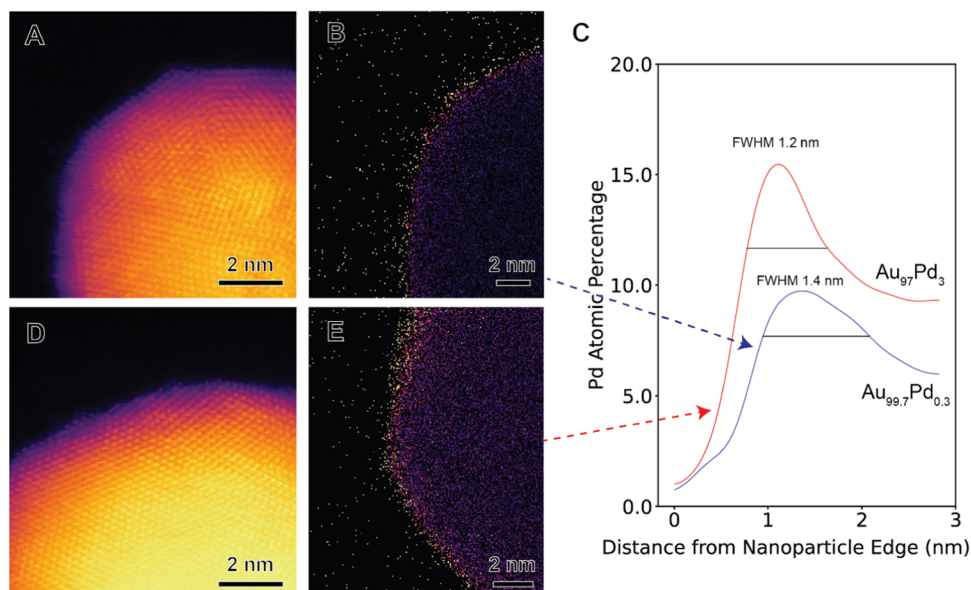 A
2 nm
B
2 nm
C
20.0
15.0
10.0
5.0
0.0
Pd Atomic Percentage
FWHM 1.2 nm
FWHM 1.4 nm
Au97Pd3
Au99.7Pd0.3
0
1
2
3
Distance from Nanoparticle Edge (nm)
D
2 nm
E
2 nm